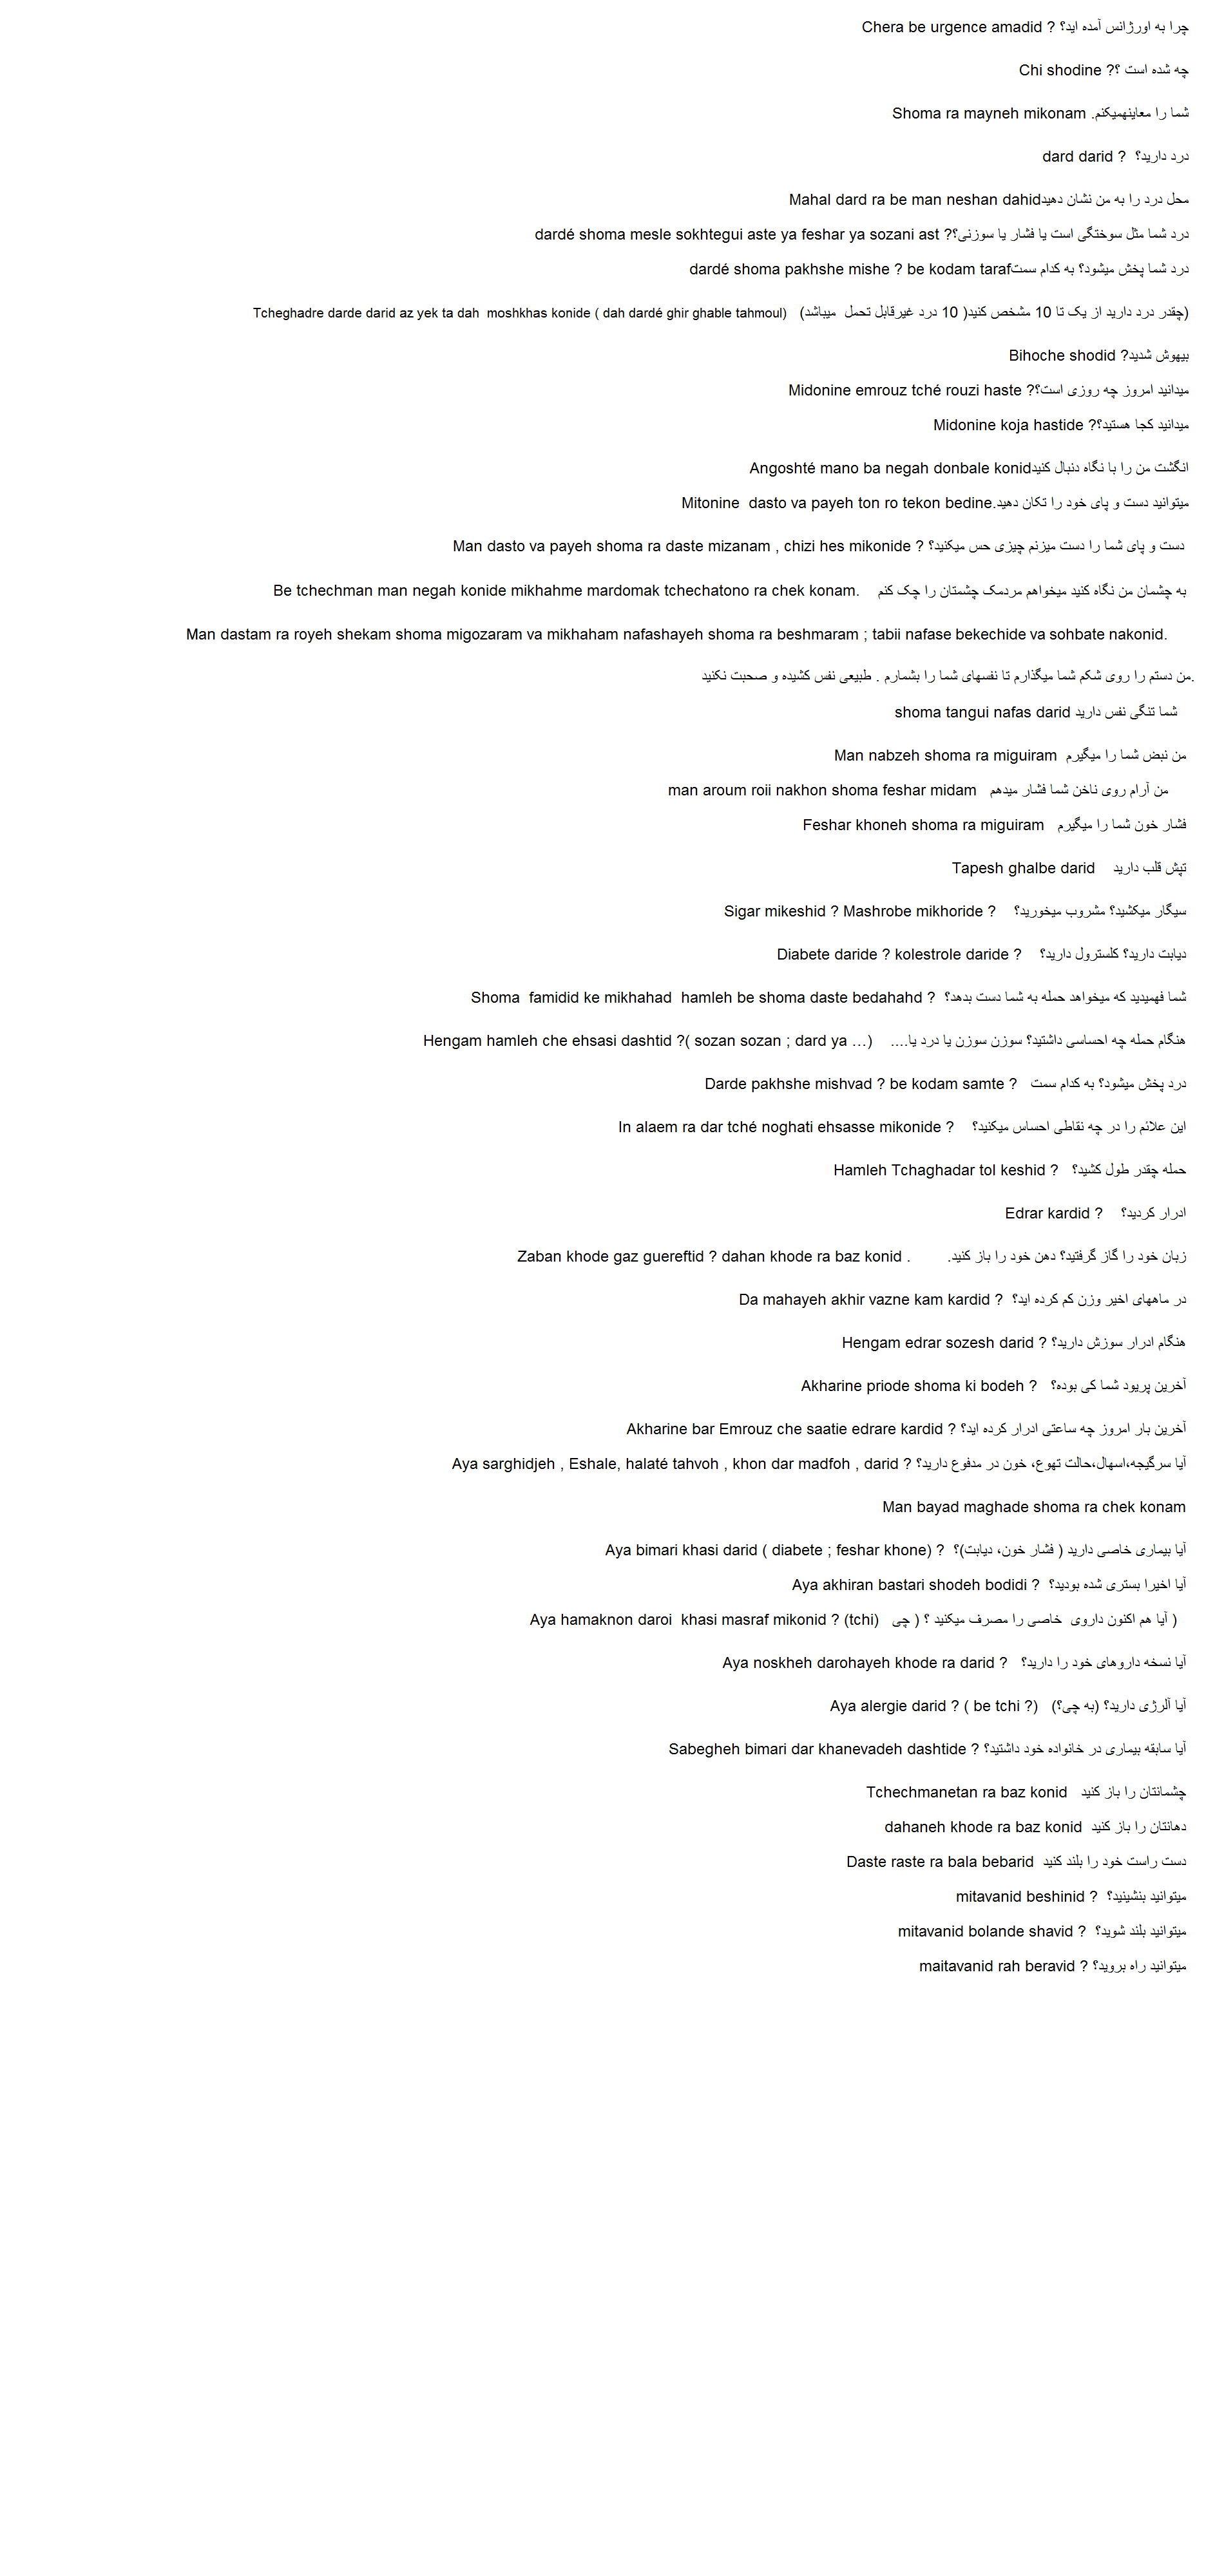 چرا به اورژانس آمده اید؟ Chera be urgence amadid ?
چه شده است ؟ Chi shodine ?
شما را معاینهمیکنم. Shoma ra mayneh mikonam
درد دارید؟ dard darid ?
محل درد را به من نشان دهیدMahal dard ra be man neshan dahid
درد شما مثل سوختگی است یا فشار یا سوزنی؟ dardé shoma mesle sokhtegui aste ya feshar ya sozani ast ?
درد شما پخش میشود؟ به کدام سمتdardé shoma pakhshe mishe ? be kodam taraf
(چقدر درد دارید از یک تا 10 مشخص کنید( 10 درد غیرقابل تحمل میباشد) Tcheghadre darde darid az yek ta dah moshkhas konide ( dah dardé ghir ghable tahmoul)
بیهوش شدید? Bihoche shodid
میدانید امروز چه روزی است؟ Midonine emrouz tché rouzi haste ?
میدانید کجا هستید؟ Midonine koja hastide ?
انگشت من را با نگاه دنبال کنیدAngoshté mano ba negah donbale konid
میتوانید دست و پای خود را تکان دهید.Mitonine dasto va payeh ton ro tekon bedine
دست و پای شما را دست میزنم چیزی حس میکنید؟ Man dasto va payeh shoma ra daste mizanam , chizi hes mikonide ?
به چشمان من نگاه کنید میخواهم مردمک چشمتان را چک کنم Be tchechman man negah konide mikhahme mardomak tchechatono ra chek konam.
Man dastam ra royeh shekam shoma migozaram va mikhaham nafashayeh shoma ra beshmaram ; tabii nafase bekechide va sohbate nakonid.
من دستم را روی شکم شما میگذارم تا نفسهای شما را بشمارم . طبیعی نفس کشیده و صحبت نکنید.
شما تنگی نفس دارید shoma tangui nafas darid
من نبض شما را میگیرم Man nabzeh shoma ra miguiram
من آرام روی ناخن شما فشار میدهم man aroum roii nakhon shoma feshar midam
فشار خون شما را میگیرم Feshar khoneh shoma ra miguiram
تپش قلب دارید Tapesh ghalbe darid
سیگار میکشید؟ مشروب میخورید؟ Sigar mikeshid ? Mashrobe mikhoride ?
دیابت دارید؟ کلسترول دارید؟ Diabete daride ? kolestrole daride ?
شما فهمیدید که میخواهد حمله به شما دست بدهد؟ Shoma famidid ke mikhahad hamleh be shoma daste bedahahd ?
هنگام حمله چه احساسی داشتید؟ سوزن سوزن یا درد یا.... Hengam hamleh che ehsasi dashtid ?( sozan sozan ; dard ya …)
درد پخش میشود؟ به کدام سمت Darde pakhshe mishvad ? be kodam samte ?
این علائم را در چه نقاطی احساس میکنید؟ In alaem ra dar tché noghati ehsasse mikonide ?
حمله چقدر طول کشید؟ Hamleh Tchaghadar tol keshid ?
ادرار کردید؟ Edrar kardid ?
زبان خود را گاز گرفتید؟ دهن خود را باز کنید. Zaban khode gaz guereftid ? dahan khode ra baz konid .
در ماههای اخیر وزن کم کرده اید؟ Da mahayeh akhir vazne kam kardid ?
هنگام ادرار سوزش دارید؟ Hengam edrar sozesh darid ?
آخرین پریود شما کی بوده؟ Akharine priode shoma ki bodeh ?
آخرین بار امروز چه ساعتی ادرار کرده اید؟ Akharine bar Emrouz che saatie edrare kardid ?
آیا سرگیجه،اسهال،حالت تهوع، خون در مدفوع دارید؟ Aya sarghidjeh , Eshale, halaté tahvoh , khon dar madfoh , darid ?
Man bayad maghade shoma ra chek konam
آیا بیماری خاصی دارید ( فشار خون، دیابت)؟ Aya bimari khasi darid ( diabete ; feshar khone) ?
آیا اخیرا بستری شده بودید؟ Aya akhiran bastari shodeh bodidi ?
آیا هم اکنون داروی خاصی را مصرف میکنید ؟ ( چی ) Aya hamaknon daroi khasi masraf mikonid ? (tchi)
آیا نسخه داروهای خود را دارید؟ Aya noskheh darohayeh khode ra darid ?
آیا آلرژی دارید؟ (به چی؟) Aya alergie darid ? ( be tchi ?)
آیا سابقه بیماری در خانواده خود داشتید؟ Sabegheh bimari dar khanevadeh dashtide ?
چشمانتان را باز کنید Tchechmanetan ra baz konid
دهانتان را باز کنید dahaneh khode ra baz konid
دست راست خود را بلند کنید Daste raste ra bala bebarid
میتوانید بنشینید؟ mitavanid beshinid ?
میتوانید بلند شوید؟ mitavanid bolande shavid ?
میتوانید راه بروید؟ maitavanid rah beravid ?